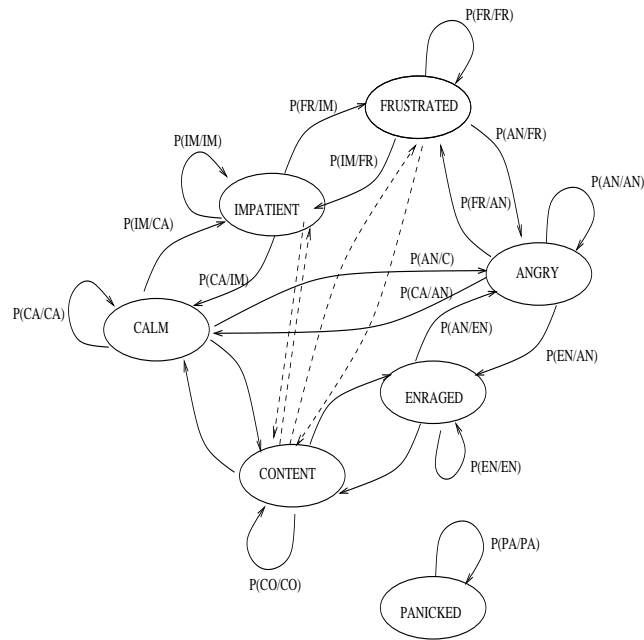 P(FR/FR)
FRUSTRATED
P(FR/IM)
P(AN/FR)
P(IM/IM)
P(IM/FR)
P(AN/AN)
IMPATIENT
P(FR/AN)
P(IM/CA)
P(AN/C)
ANGRY
P(CA/IM)
P(CA/AN)
P(CA/CA)
CALM
P(AN/EN)
P(EN/AN)
ENRAGED
CONTENT
P(EN/EN)
P(CO/CO)
P(PA/PA)
PANICKED